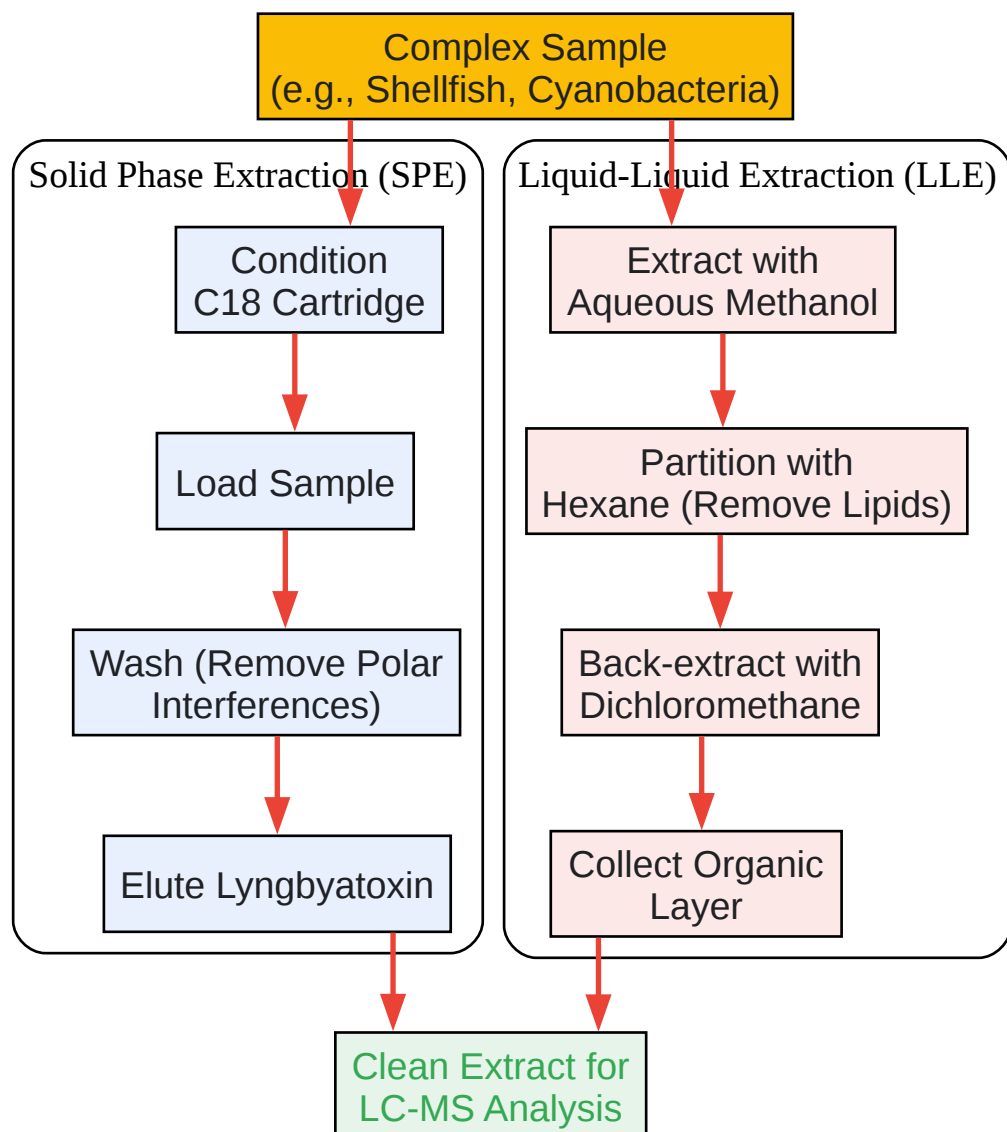 Complex Sample
(e.g., Shellfish, Cyanobacteria)
Solid Phase Extraction (SPE)
Condition
C18 Cartridge
Load Sample
Wash (Remove Polar
Interferences)
Elute Lyngbyatoxin
Liquid-Liquid Extraction (LLE)
Extract with
Aqueous Methanol
Partition with
Hexane (Remove Lipids)
Back-extract with
Dichloromethane
Collect Organic
Layer
Clean Extract for
LC-MS Analysis